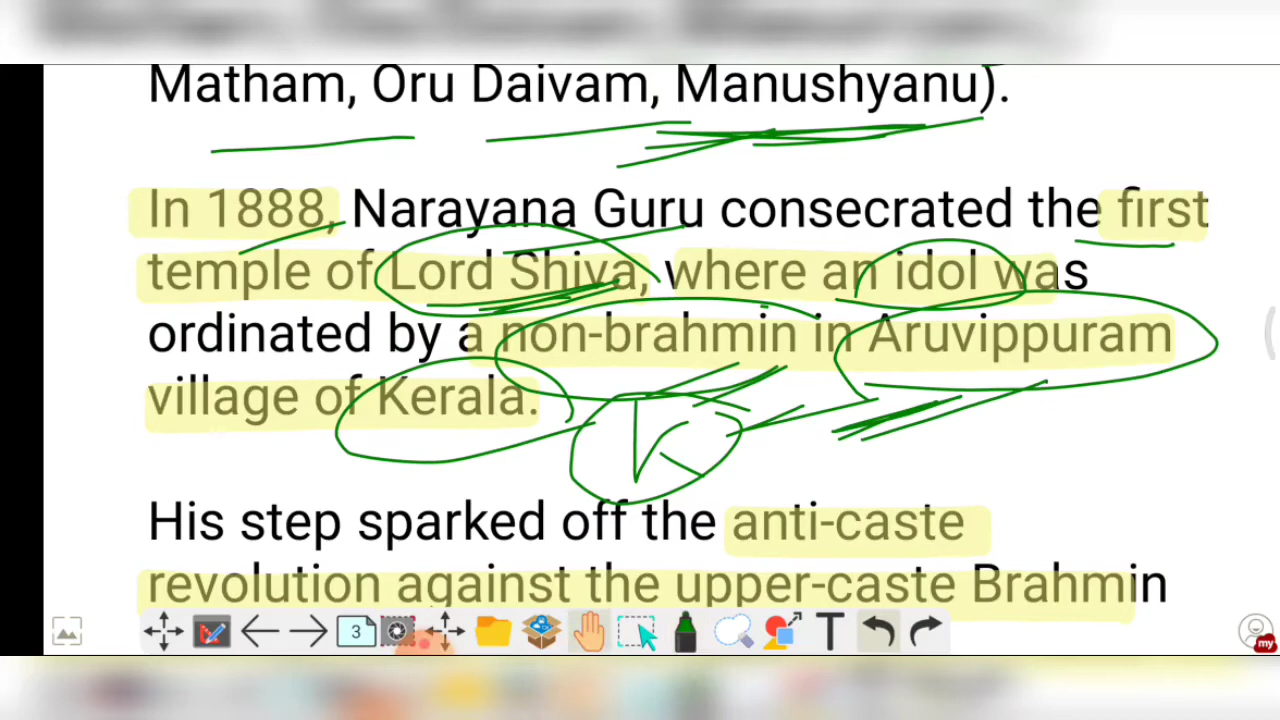 Matham, Oru Daivam, Manushyanu).
In 1888, Narayana Guru consecrated the first
temple of Lord Shiva, where an idol was
ordinated by a non-brahmin in Aruvippuram
village of Kerala.
K
His step sparked off the anti-caste
revolution against the upper-caste Brahmin
3
T
my